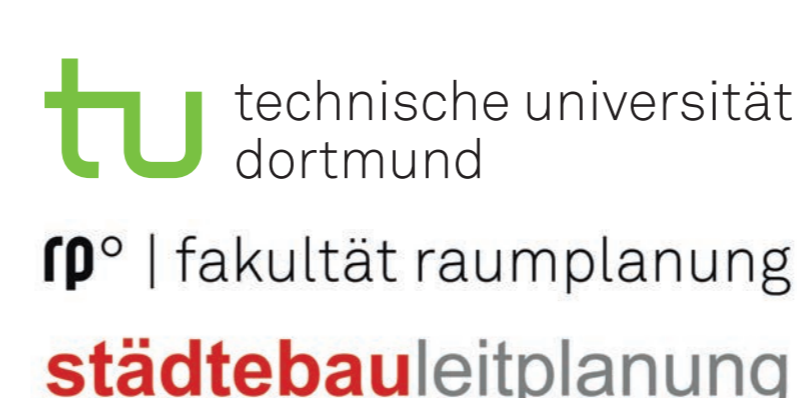 tu technische universität
dortmund
rp° | fakultät raumplanung
städtebauleitplanung